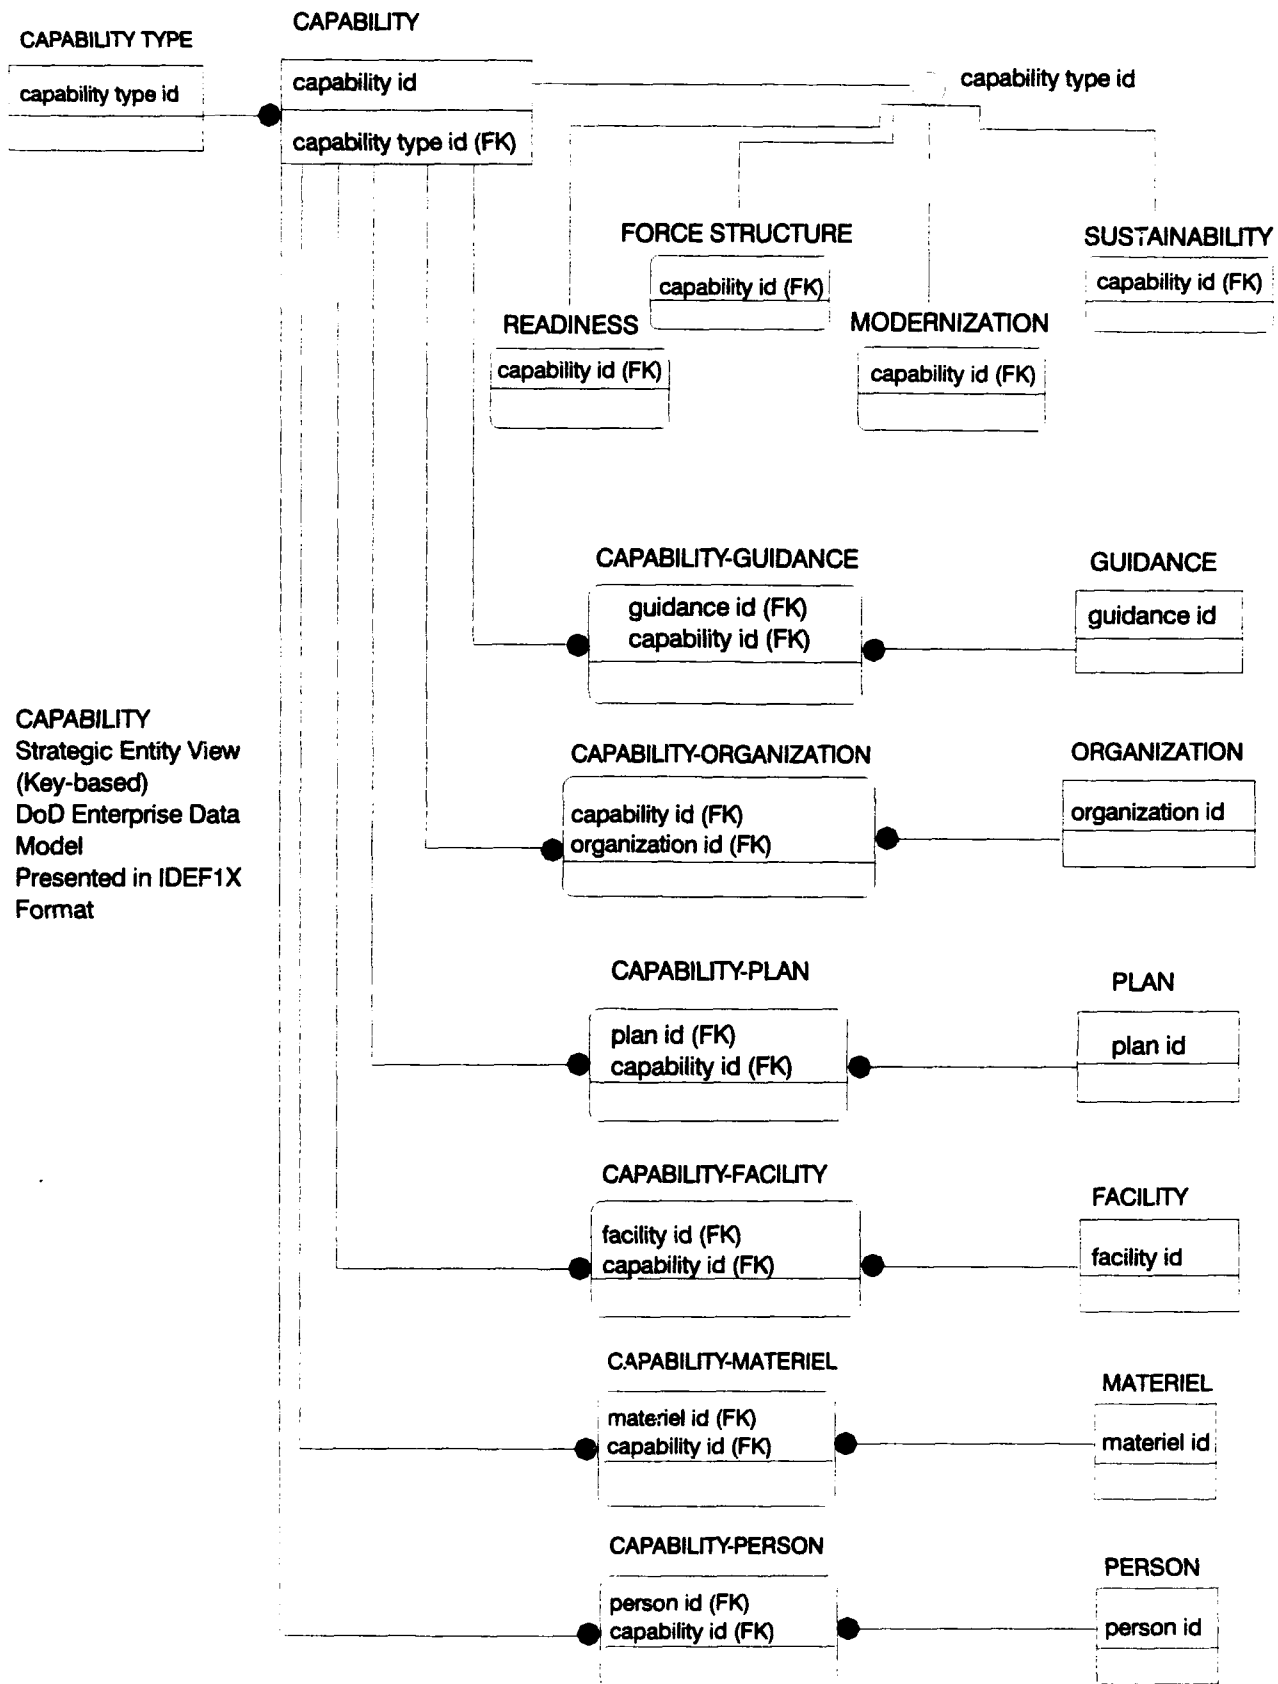 CAPABILITY TYPE
capability type id
CAPABILITY
capability id
capability type id (FK)
capability type id
FORCE STRUCTURE
capability id (FK)
SUSTAINABILITY
capability id (FK)
READINESS
capability id (FK)
MODERNIZATION
capability id (FK)
CAPABILITY-GUIDANCE
guidance id (FK)
capability id (FK)
GUIDANCE
guidance id
CAPABILITY
Strategic Entity View
(Key-based)
DoD Enterprise Data
Model
Presented in IDEF1X
Format
CAPABILITY-ORGANIZATION
capability id (FK)
organization id (FK)
ORGANIZATION
organization id
CAPABILITY-PLAN
plan id (FK)
capability id (FK)
PLAN
plan id
CAPABILITY-FACILITY
facility id (FK)
capability id (FK)
FACILITY
facility id
CAPABILITY-MATERIEL
materiel id (FK)
capability id (FK)
MATERIEL
materiel id
CAPABILITY-PERSON
person id (FK)
capability id (FK)
PERSON
person id